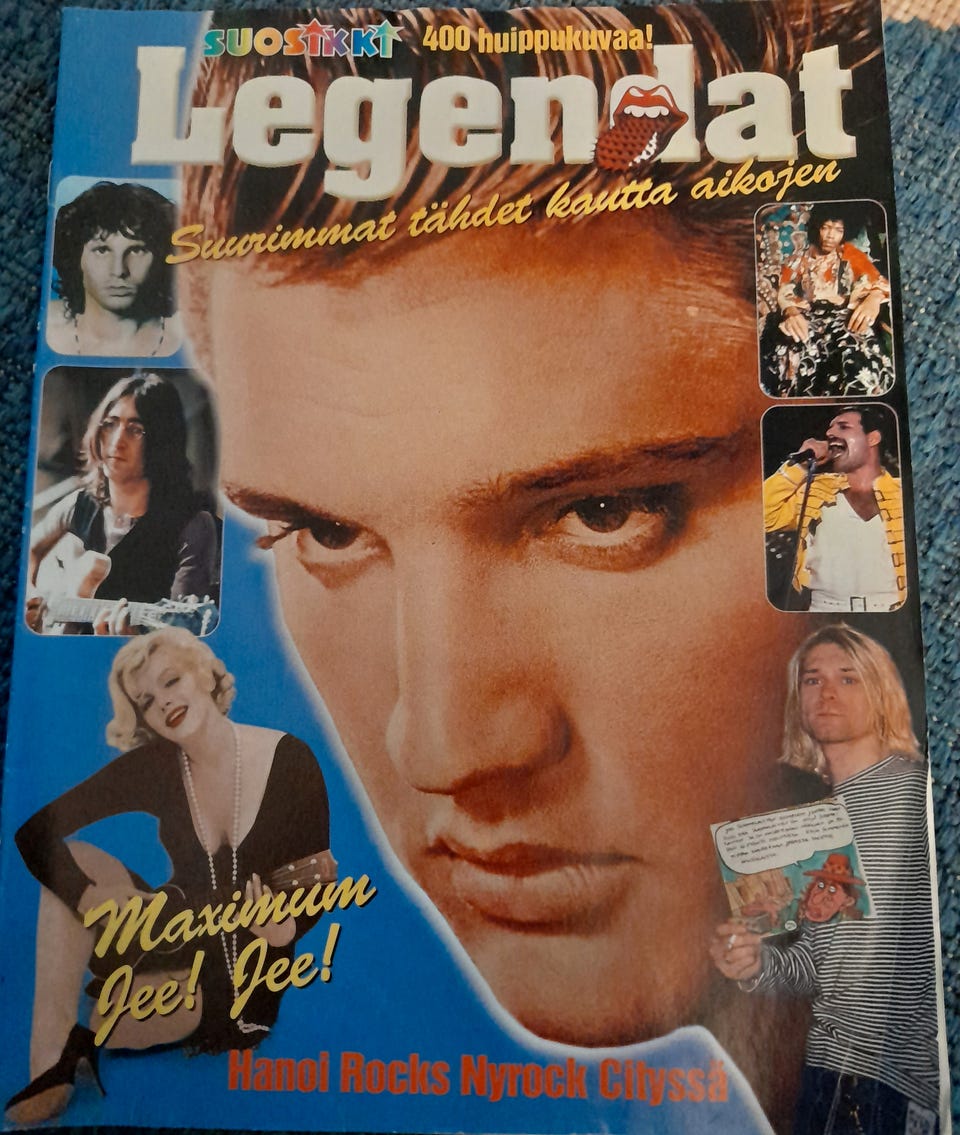 SUOSIKKI 400 huippukuvaa!
Legendat
Suurimmat tähdet kautta aikojen
Maximum
Jee! Jee!
Hanoi Rocks Nyrock Cityssä